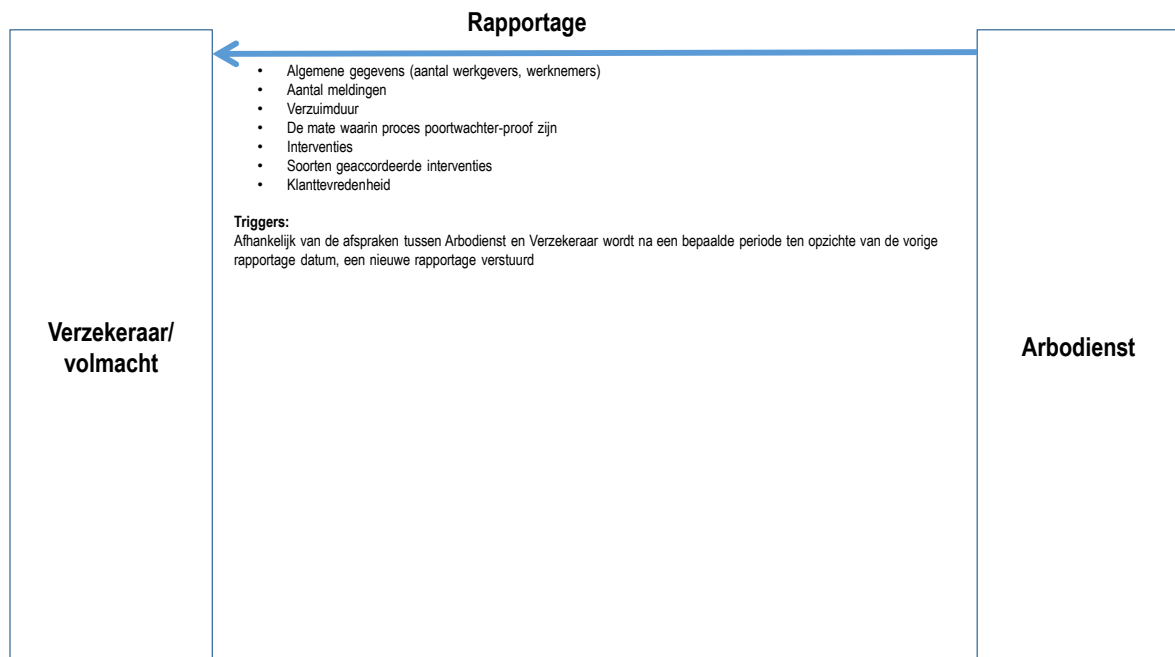 Rapportage
• Algemene gegevens (aantal werkgevers, werknemers)
• Aantal meldingen
• Verzuimduur
• De mate waarin proces poortwachter-proof zijn
• Interventies
• Soorten geaccordeerde interventies
• Klanttevredenheid
Triggers:
Afhankelijk van de afspraken tussen Arbodienst en Verzekeraar wordt na een bepaalde periode ten opzichte van de vorige
rapportage datum, een nieuwe rapportage verstuurd
Verzekeraar/
volmacht
Arbodienst